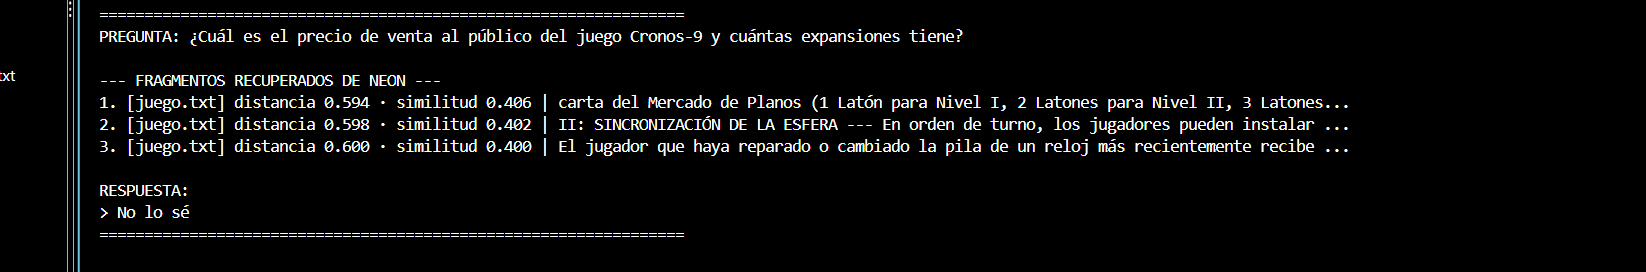 =================================================================
PREGUNTA: ¿Cuál es el precio de venta al público del juego Cronos-9 y cuántas expansiones tiene?
txt
--- FRAGMENTOS RECUPERADOS DE NEON ---
1. [juego.txt] distancia 0.594 · similitud 0.406 | carta del Mercado de Planos (1 Latón para Nivel I, 2 Latones para Nivel II, 3 Latones...
2. [juego.txt] distancia 0.598 · similitud 0.402 | II: SINCRONIZACIÓN DE LA ESFERA --- En orden de turno, los jugadores pueden instalar ...
3. [juego.txt] distancia 0.600 · similitud 0.400 | El jugador que haya reparado o cambiado la pila de un reloj más recientemente recibe ...
RESPUESTA:
> No lo sé
=================================================================